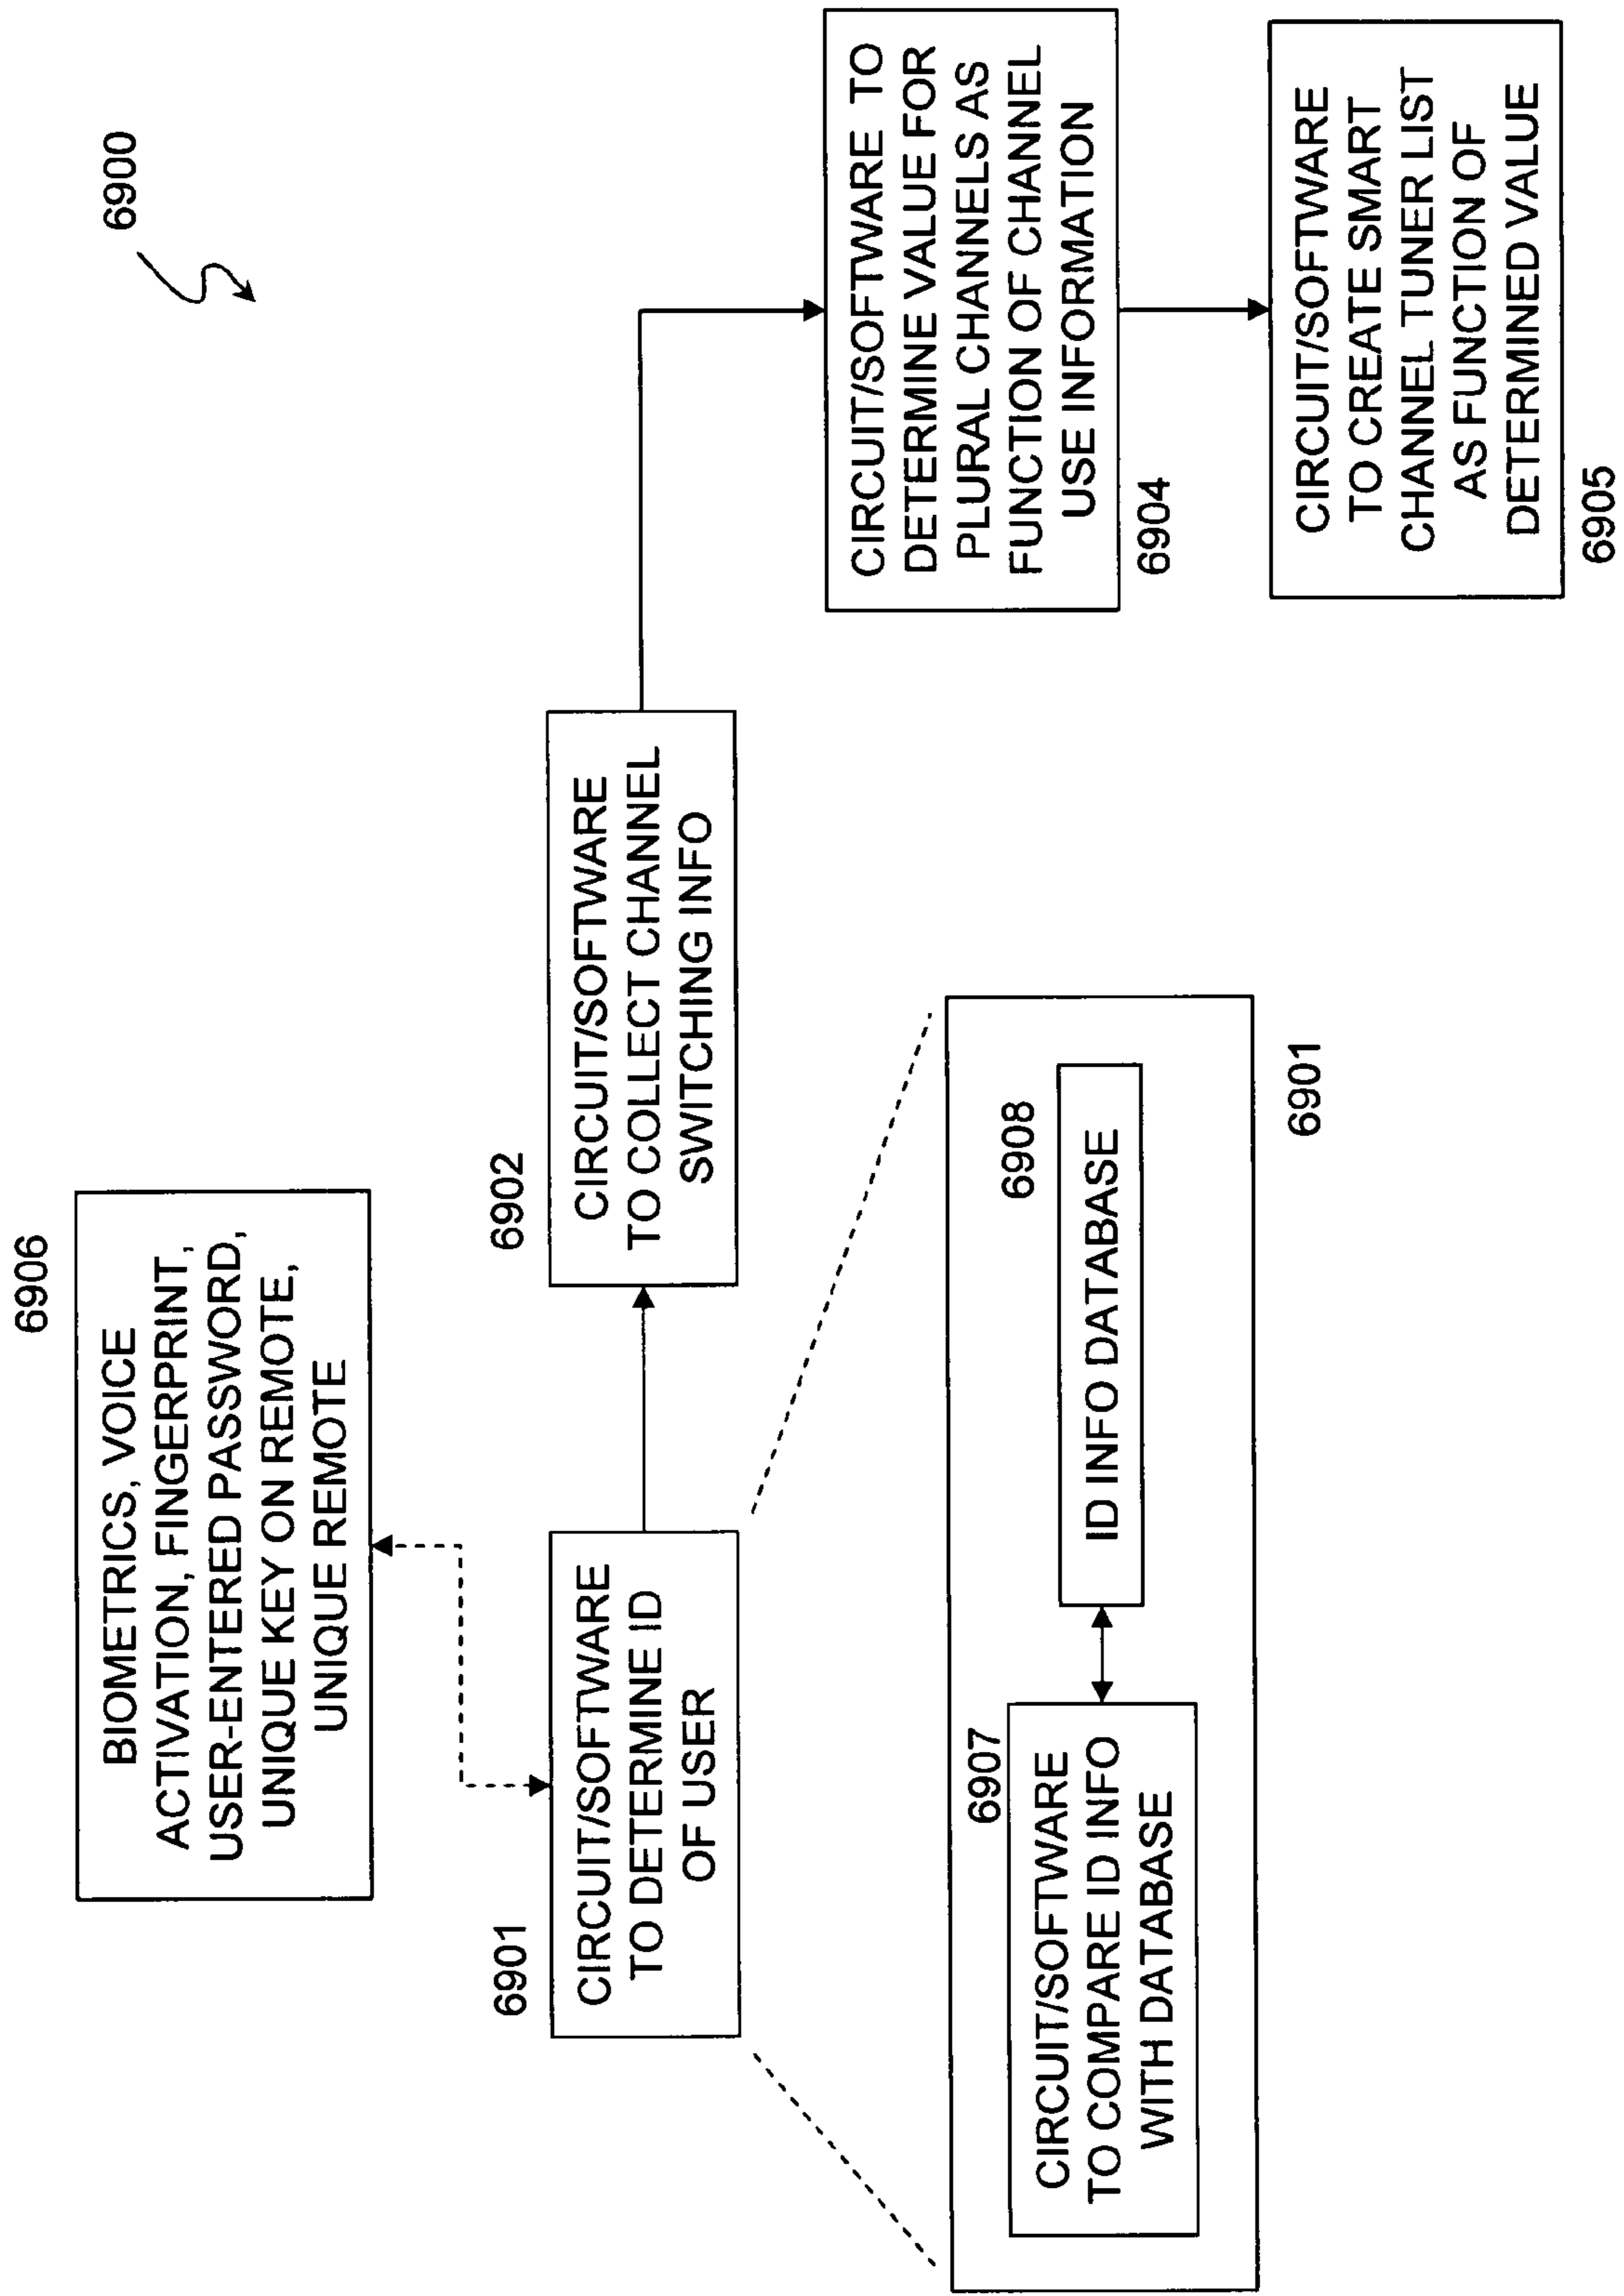 6900
6906
BIOMETRICS, VOICE
ACTIVATION, FINGERPRINT,
USER-ENTERED PASSWORD,
UNIQUE KEY ON REMOTE,
UNIQUE REMOTE
6901
CIRCUIT/SOFTWARE
TO DETERMINE ID
OF USER
6902
CIRCUIT/SOFTWARE
TO COLLECT CHANNEL
SWITCHING INFO
CIRCUIT/SOFTWARE TO
DETERMINE VALUE FOR
PLURAL CHANNELS AS
FUNCTION OF CHANNEL
USE INFORMATION
6904
CIRCUIT/SOFTWARE
TO CREATE SMART
CHANNEL TUNER LIST
AS FUNCTION OF
DETERMINED VALUE
6905
6907
CIRCUIT/SOFTWARE
TO COMPARE ID INFO
WITH DATABASE
6908
ID INFO DATABASE
6901